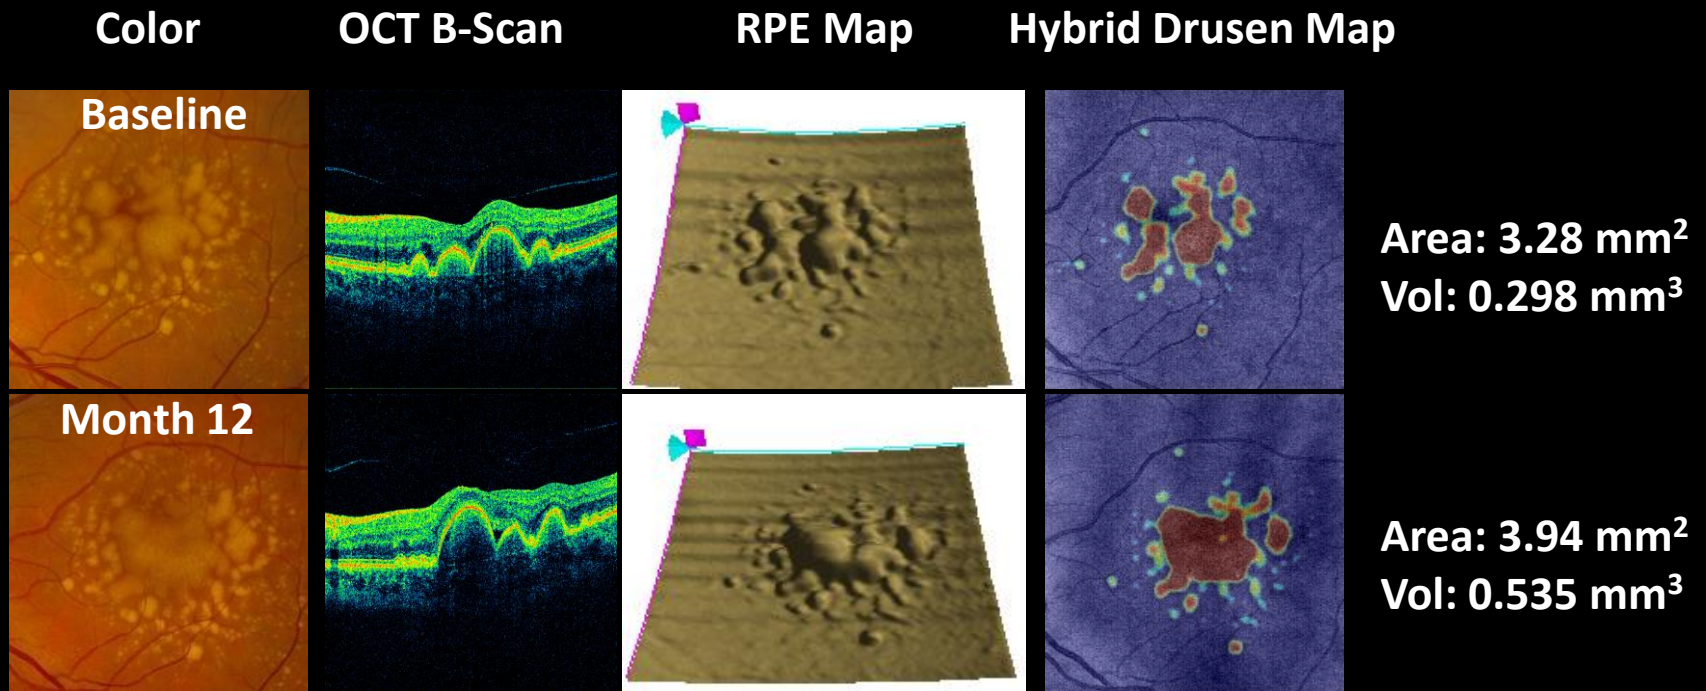 Color OCT B-Scan RPE Map Hybrid Drusen Map
Baseline
Area: 3.28 mm²
Vol: 0.298 mm³
Month 12
Area: 3.94 mm²
Vol: 0.535 mm³